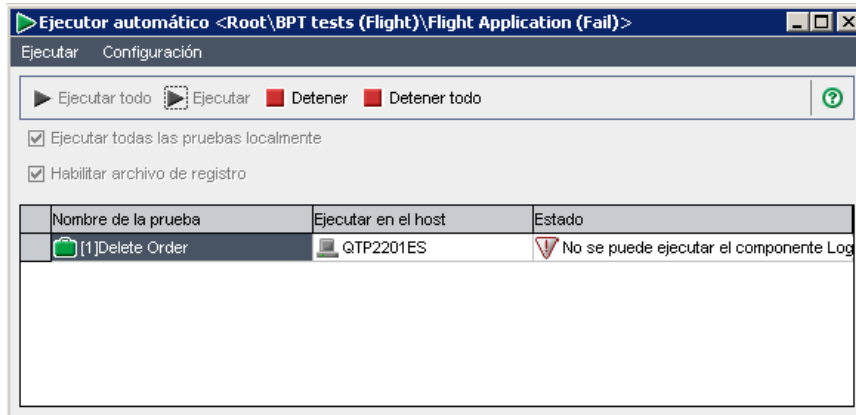 Ejecutor automático <Root\BPT tests (Flight)\Flight Application (Fail)>
Ejecutar Configuración
Ejecutar todo Ejecutar Detener Detener todo
Ejecutar todas las pruebas localmente
Habilitar archivo de registro
Nombre de la prueba Ejecutar en el host Estado
[1]Delete Order QTP2201ES No se puede ejecutar el componente Log